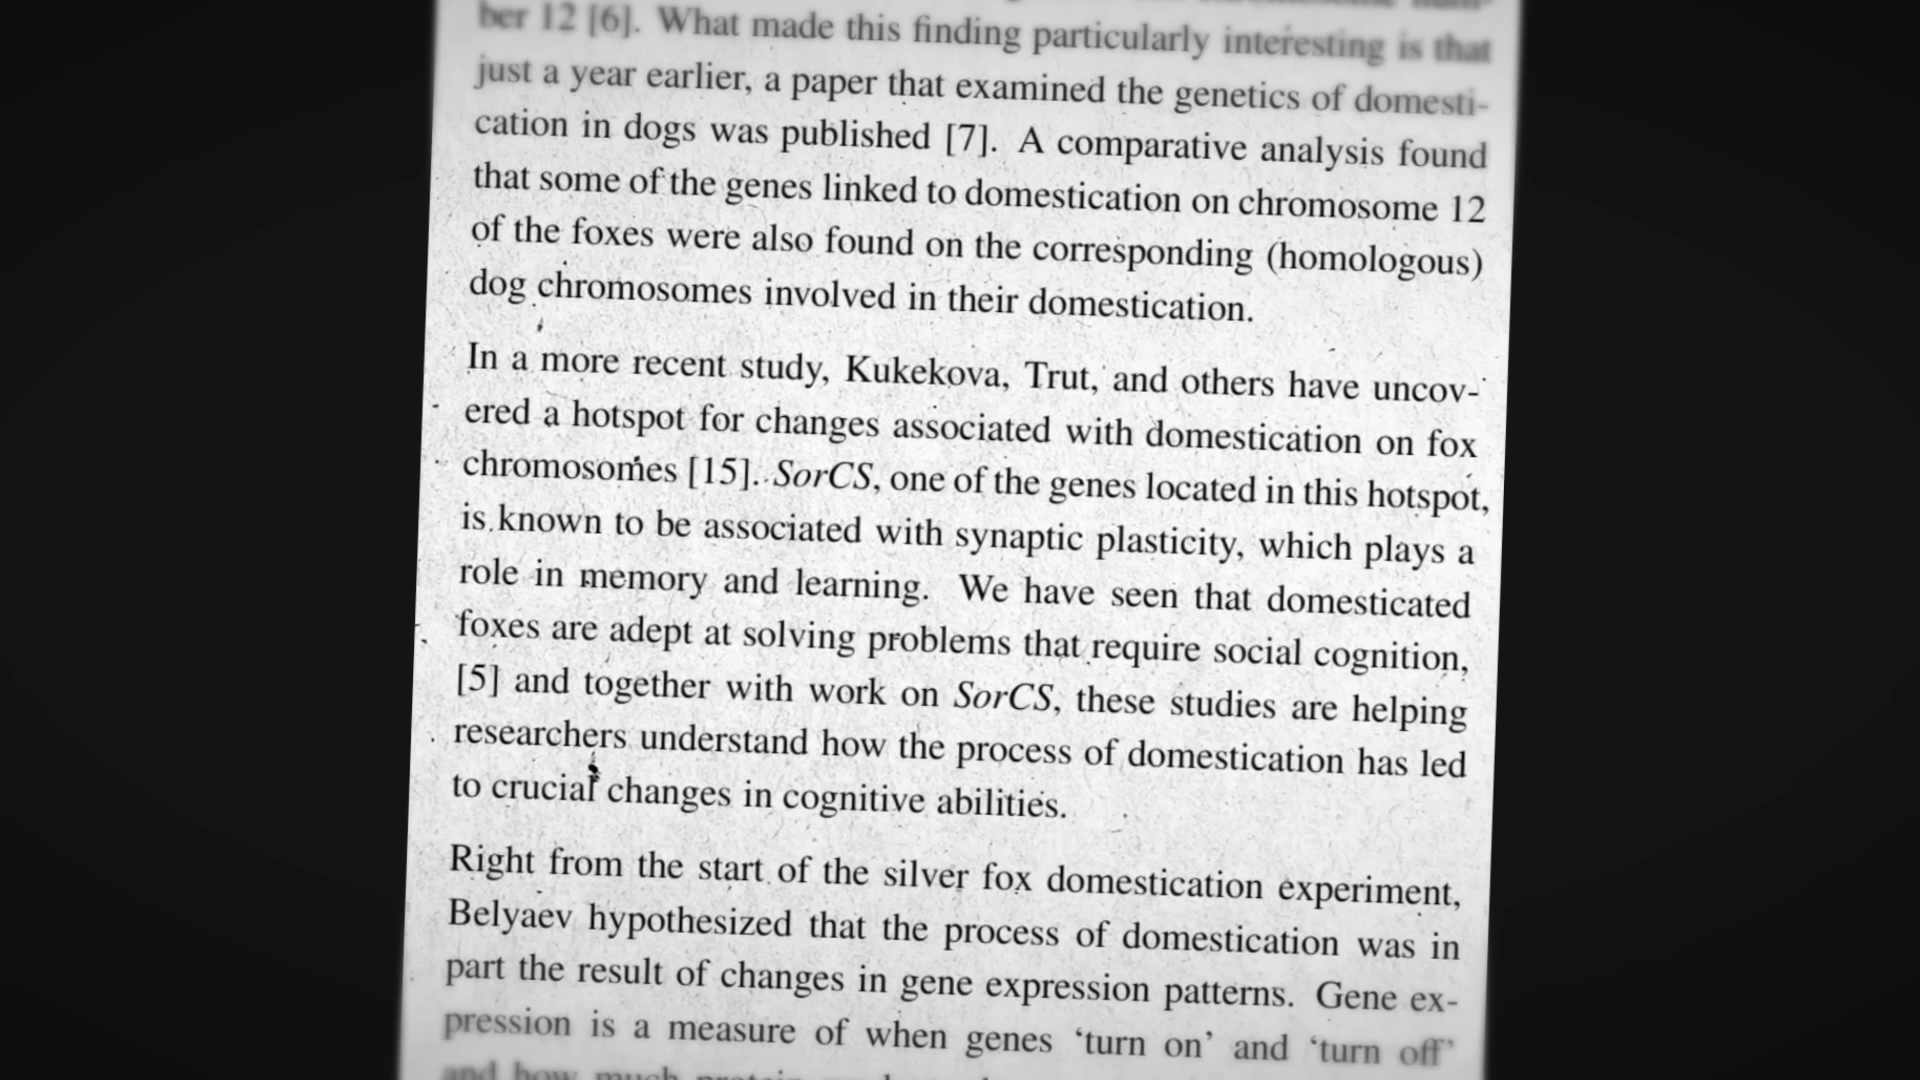 ber 12 [6]. What made this finding particularly interesting is that
just a year earlier, a paper that examined the genetics of domesti-
cation in dogs was published [7]. A comparative analysis found
that some of the genes linked to domestication on chromosome 12
of the foxes were also found on the corresponding (homologous)
dog chromosomes involved in their domestication.
In a more recent study, Kukekova, Trut, and others have uncov-
ered a hotspot for changes associated with domestication on fox
chromosomes [15]. SorCS, one of the genes located in this hotspot,
is known to be associated with synaptic plasticity, which plays a
role in memory and learning. We have seen that domesticated
foxes are adept at solving problems that require social cognition,
[5] and together with work on SorCS, these studies are helping
researchers understand how the process of domestication has led
to crucial changes in cognitive abilities.
Right from the start of the silver fox domestication experiment,
Belyaev hypothesized that the process of domestication was in
part the result of changes in gene expression patterns. Gene ex-
pression is a measure of when genes ‘turn on’ and ‘turn off’
and how much protein